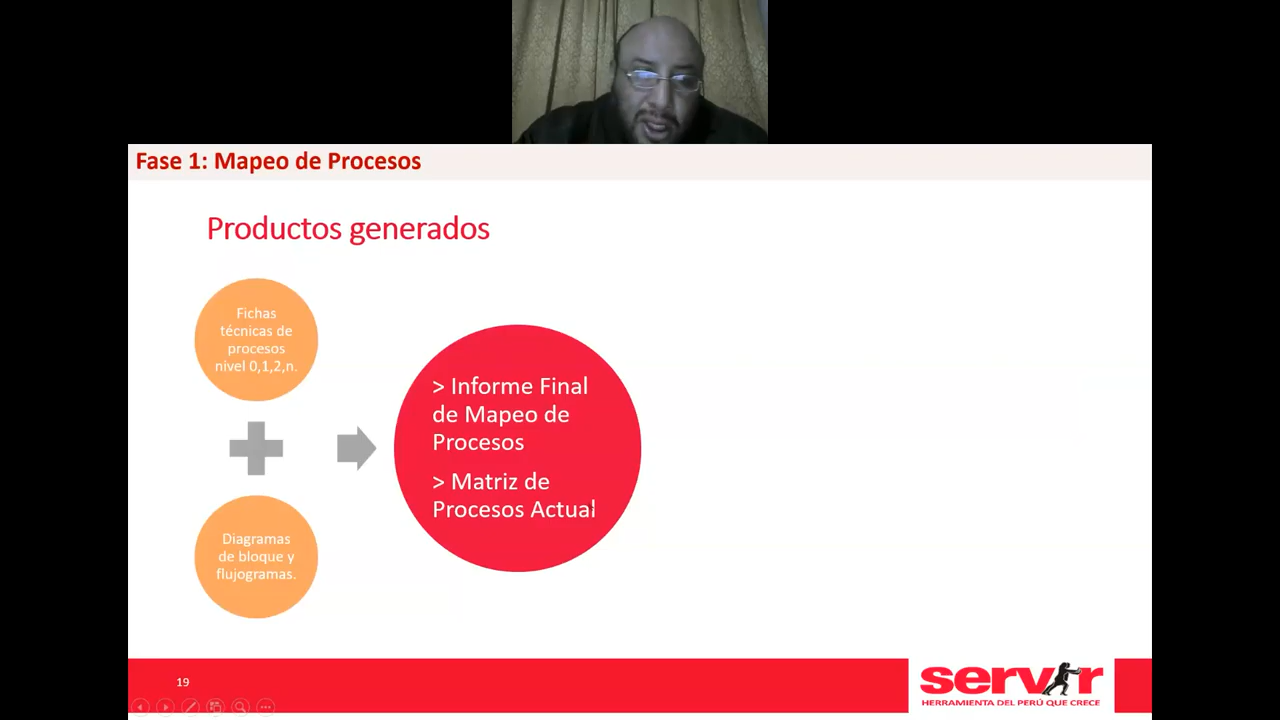 Fase 1: Mapeo de Procesos
Productos generados
Fichas
técnicas de
procesos
nivel 0,1,2,n.
Diagramas
de bloque y
flujogramas.
> Informe Final
de Mapeo de
Procesos
> Matriz de
Procesos Actual
19
servir
HERRAMIENTA DEL PERÚ QUE CRECE